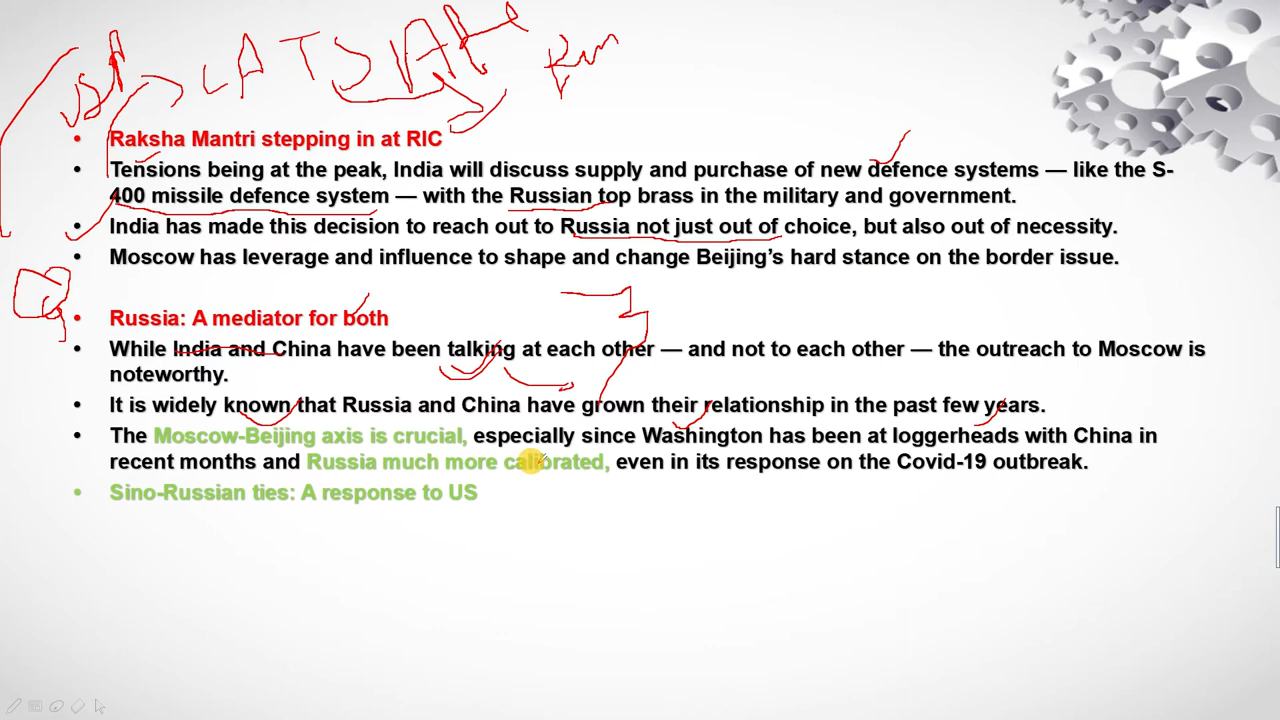 CATSAA
• Raksha Mantri stepping in at RIC
• Tensions being at the peak, India will discuss supply and purchase of new defence systems — like the S-
400 missile defence system — with the Russian top brass in the military and government.
• India has made this decision to reach out to Russia not just out of choice, but also out of necessity.
• Moscow has leverage and influence to shape and change Beijing’s hard stance on the border issue.
• Russia: A mediator for both
• While India and China have been talking at each other — and not to each other — the outreach to Moscow is
noteworthy.
• It is widely known that Russia and China have grown their relationship in the past few years.
• The Moscow-Beijing axis is crucial, especially since Washington has been at loggerheads with China in
recent months and Russia much more calibrated, even in its response on the Covid-19 outbreak.
• Sino-Russian ties: A response to US